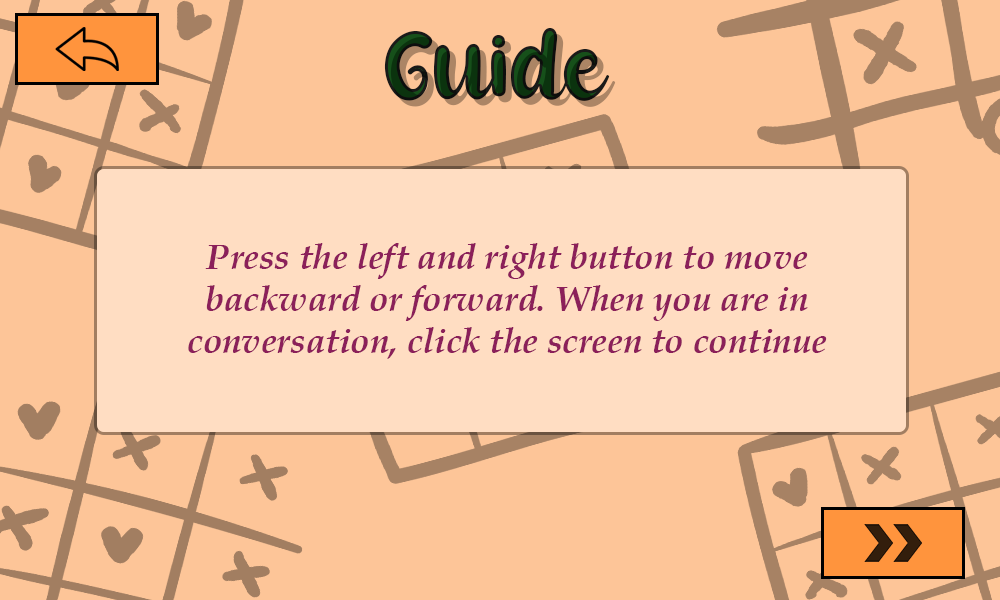 Guide
Press the left and right button to move
backward or forward. When you are in
conversation, click the screen to continue